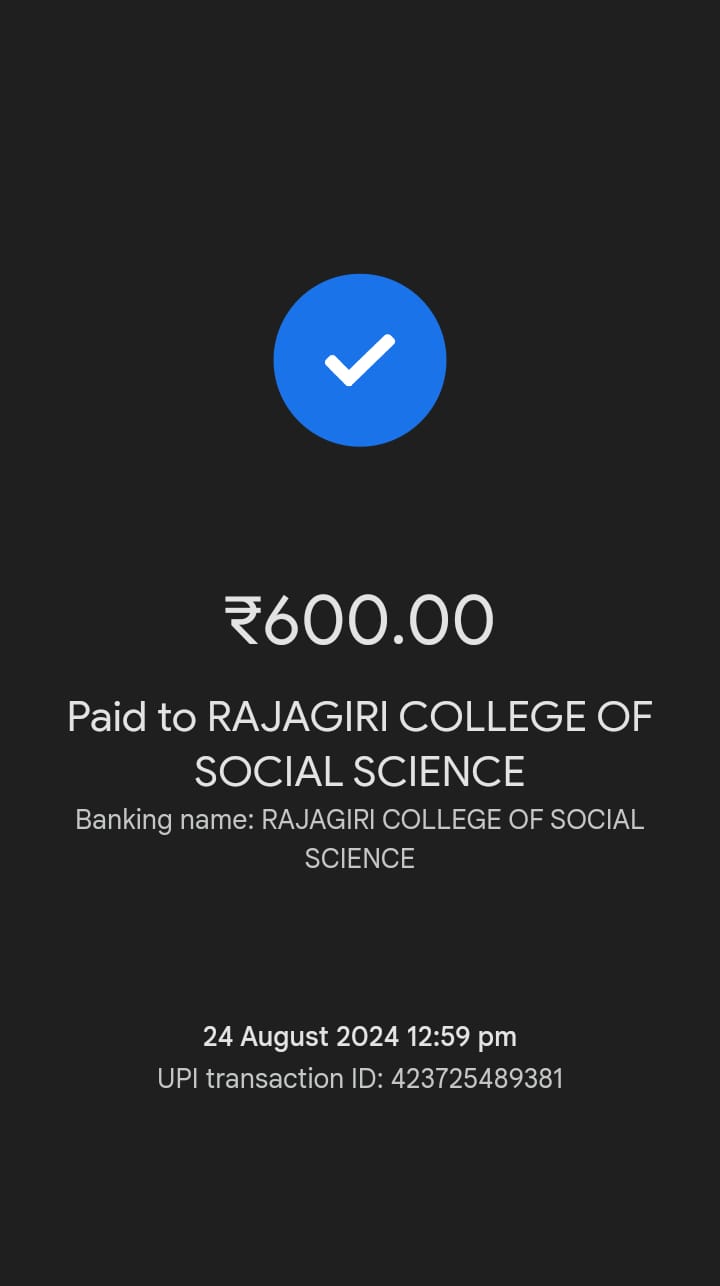 ₹600.00
Paid to RAJAGIRI COLLEGE OF
SOCIAL SCIENCE
Banking name: RAJAGIRI COLLEGE OF SOCIAL
SCIENCE
24 August 2024 12:59 pm
UPI transaction ID: 423725489381